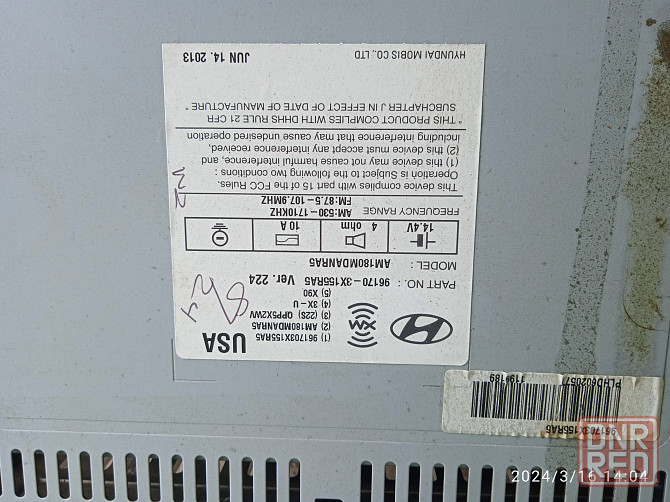 USA
(1) 961703X155RA5
(2) AM180MDANRA5
(3) (22S) QPP5X2WV
(4) 3X-U
(5) X90
XM
PART NO. : 96170-3X155RA5 Ver. 224
MODEL : AM180MDANRA5
14.4V
4 ohm
10 A
FREQUENCY RANGE AM:530-1710KHZ
FM:87.5-107.9MHZ
This device complies with part 15 of the FCC Rules.
Operation is Subject to the following two conditions :
(1) this device may not cause harmful interference, and,
(2) this device must accept any interference received,
including interference that may cause undesired operation
" THIS PRODUCT COMPLIES WITH DHHS RULE 21 CFR
SUBCHAPTER J IN EFFECT OF DATE OF MANUFACTURE "
HYUNDAI MOBIS CO., LTD
JUN 14. 2013
961703X155RA5
PLHD602057
DNR
RED
2024/3/16 14:04